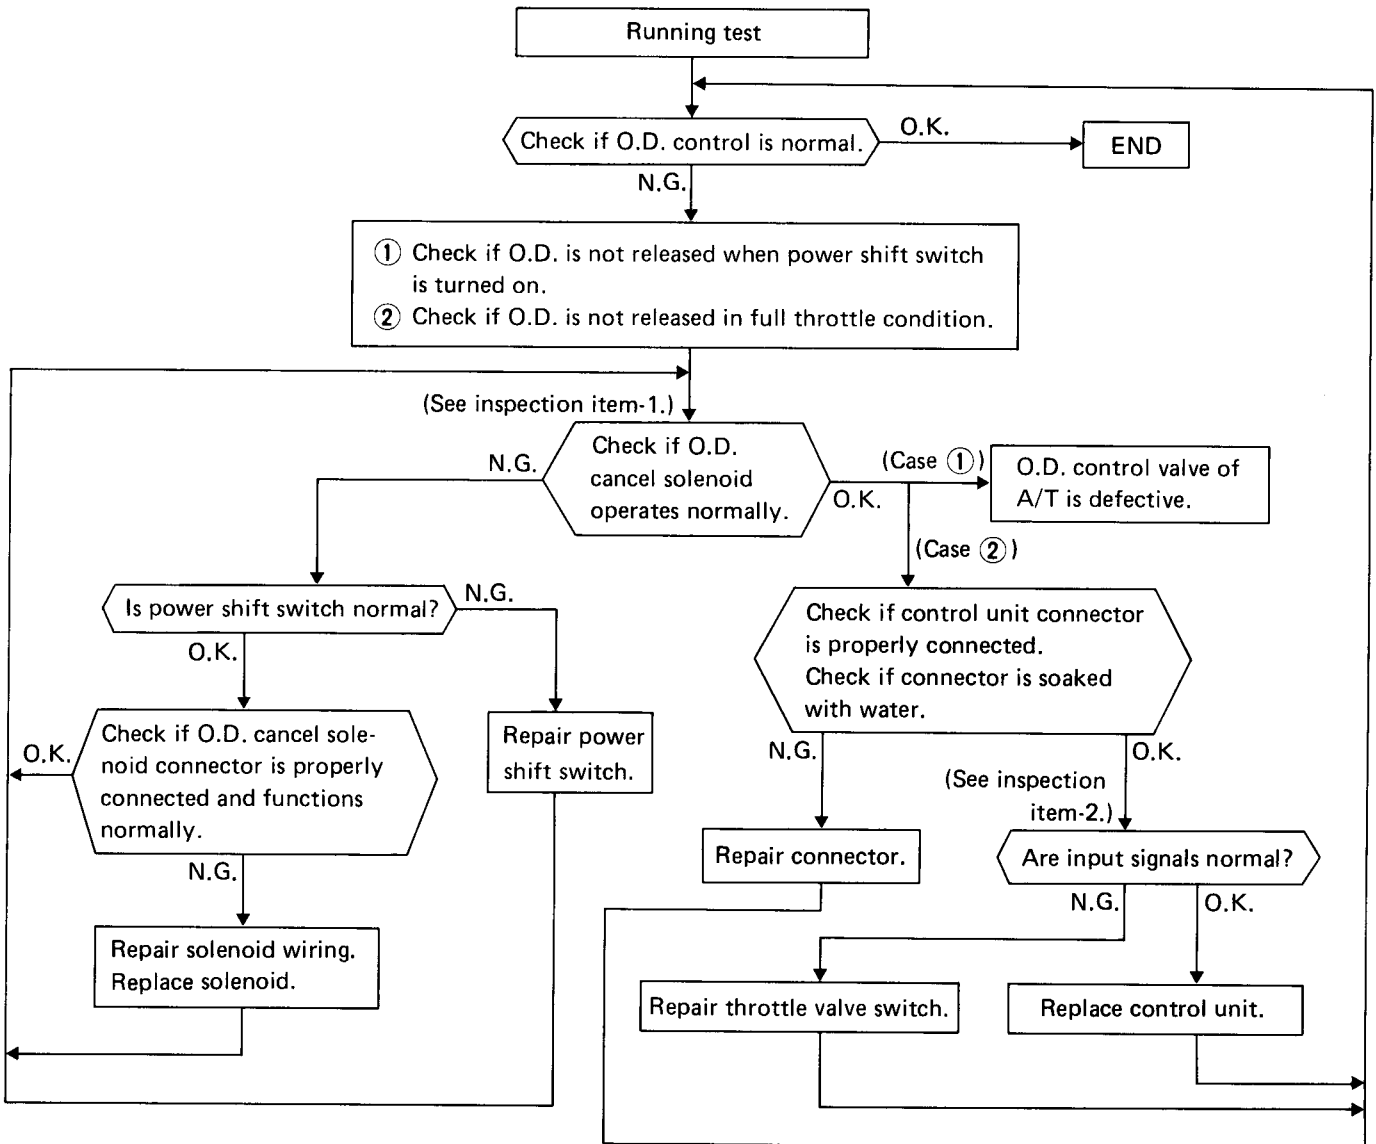 Running test
Check if O.D. control is normal.
O.K.
END
N.G.
① Check if O.D. is not released when power shift switch
is turned on.
② Check if O.D. is not released in full throttle condition.
(See inspection item-1.)
Check if O.D.
cancel solenoid
operates normally.
N.G.
O.K.
(Case ①)
O.D. control valve of
A/T is defective.
(Case ②)
Is power shift switch normal?
N.G.
O.K.
Repair power
shift switch.
Check if O.D. cancel sole-
noid connector is properly
connected and functions
normally.
O.K.
N.G.
Repair solenoid wiring.
Replace solenoid.
Check if control unit connector
is properly connected.
Check if connector is soaked
with water.
N.G.
O.K.
(See inspection
item-2.)
Repair connector.
Are input signals normal?
N.G.
O.K.
Repair throttle valve switch.
Replace control unit.